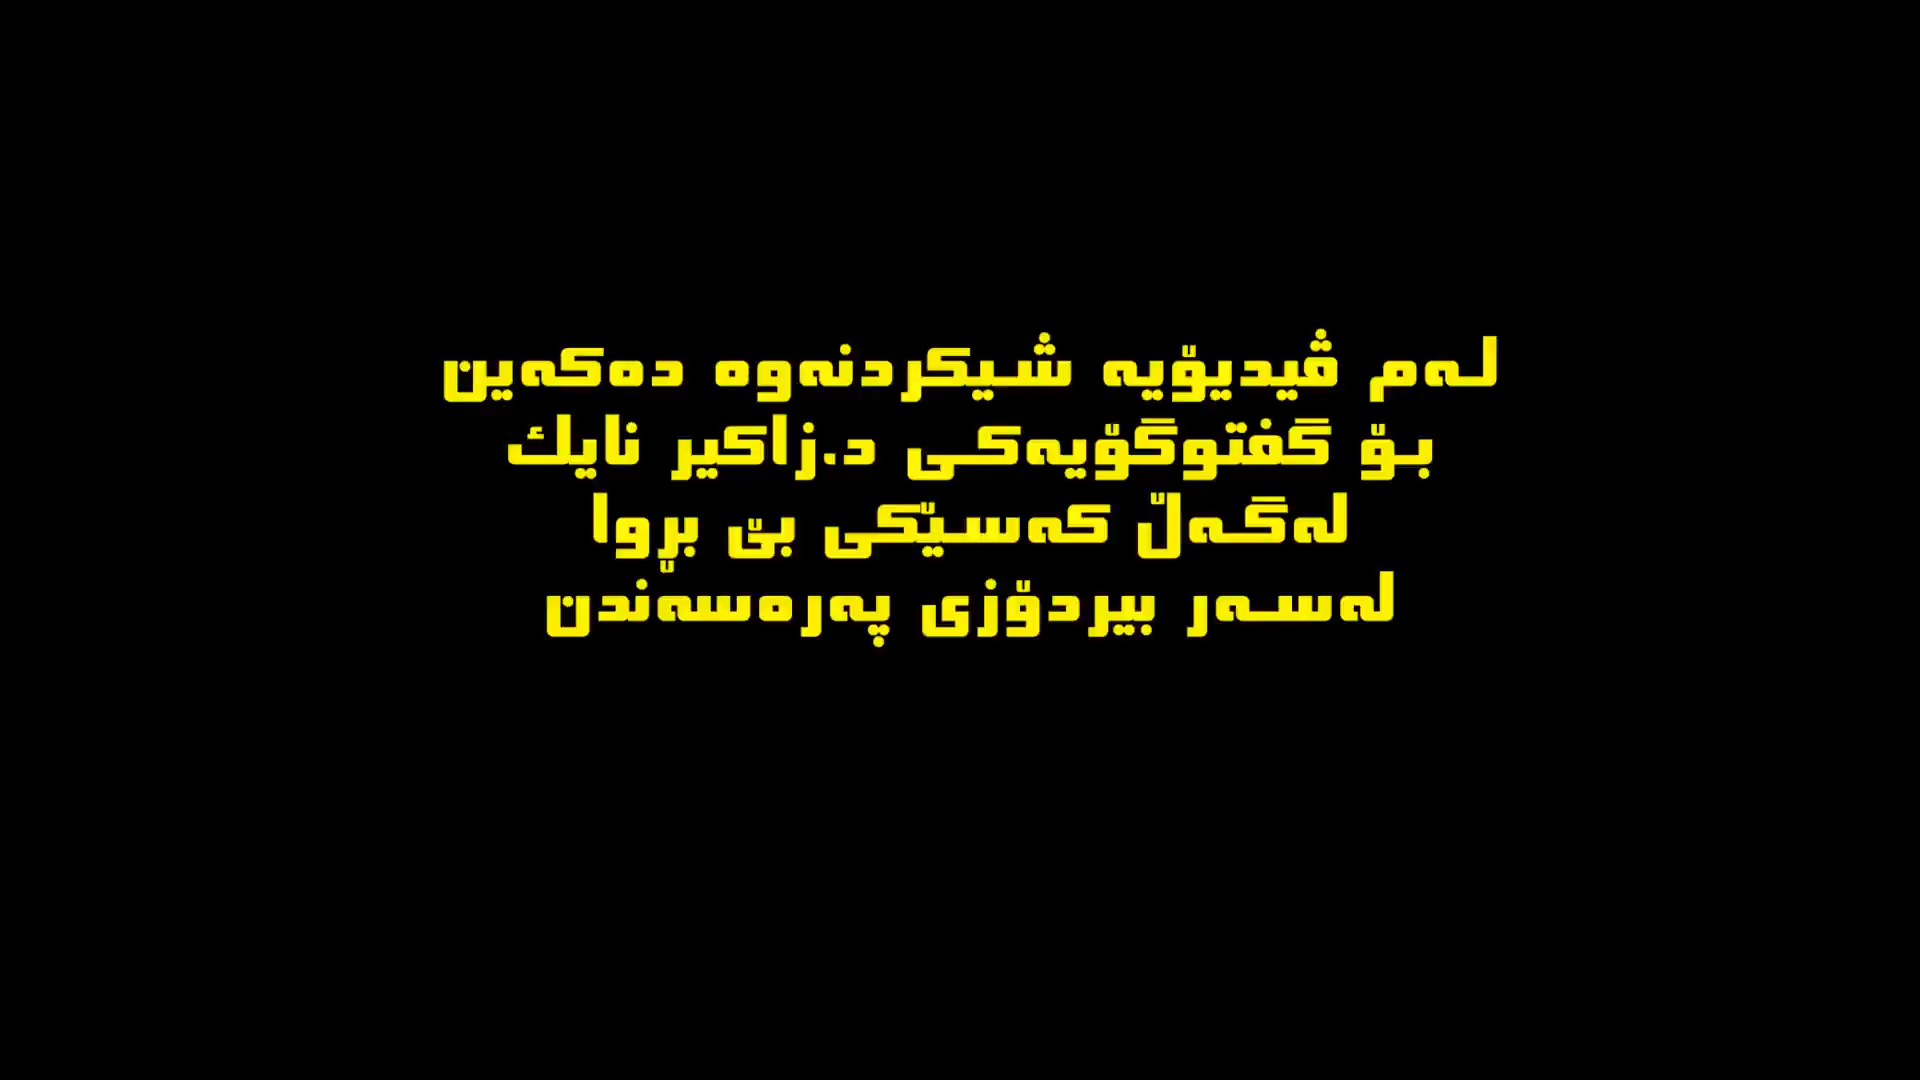 لەم ڤیدیۆیە شیکردنەوە دەکەین
بۆ گفتوگۆیەکی د.زاکیر نایك
لەگەڵ کەسێکی بێ بڕوا
لەسەر بیردۆزی پەرەسەندن